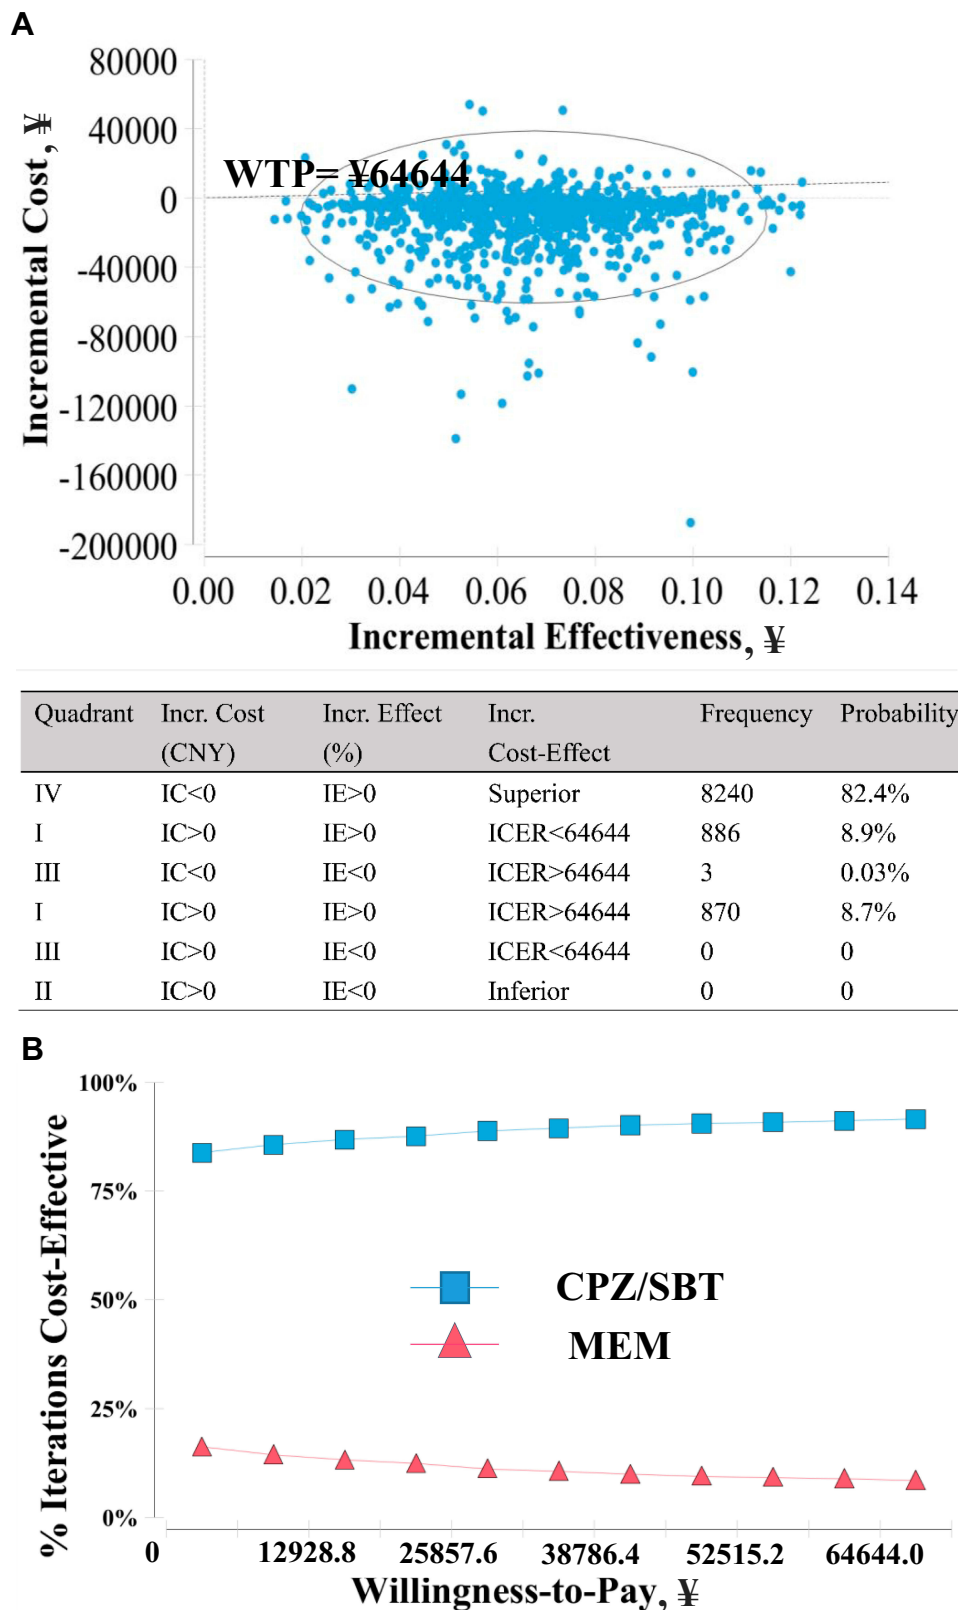 A
80000
40000
0
-40000
-80000
-120000
-160000
-200000
Incremental Cost, ¥
WTP= ¥64644
0.00 0.02 0.04 0.06 0.08 0.10 0.12 0.14
Incremental Effectiveness, ¥
Quadrant Incr. Cost (CNY) Incr. Effect (%) Incr. Cost-Effect Frequency Probability
IV IC<0 IE>0 Superior 8240 82.4%
I IC>0 IE>0 ICER<64644 886 8.9%
III IC<0 IE<0 ICER>64644 3 0.03%
I IC>0 IE>0 ICER>64644 870 8.7%
III IC>0 IE<0 ICER<64644 0 0
II IC>0 IE<0 Inferior 0 0
B
100%
75%
50%
25%
0%
% Iterations Cost-Effective
CPZ/SBT
MEM
0 12928.8 25857.6 38786.4 52515.2 64644.0
Willingness-to-Pay, ¥